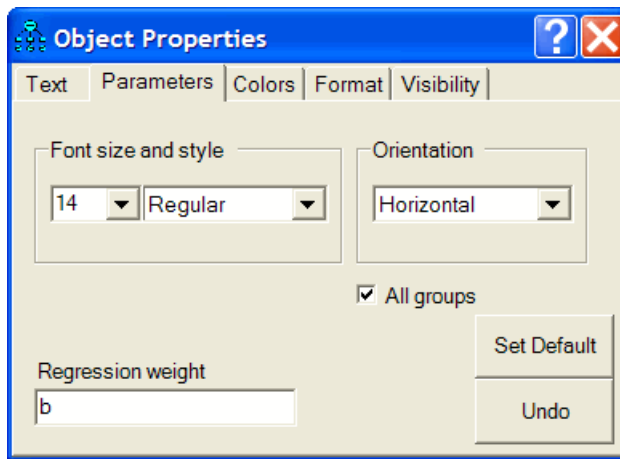 Object Properties
Text Parameters Colors Format Visibility
Font size and style
14 Regular
Orientation
Horizontal
All groups
Regression weight
b
Set Default
Undo